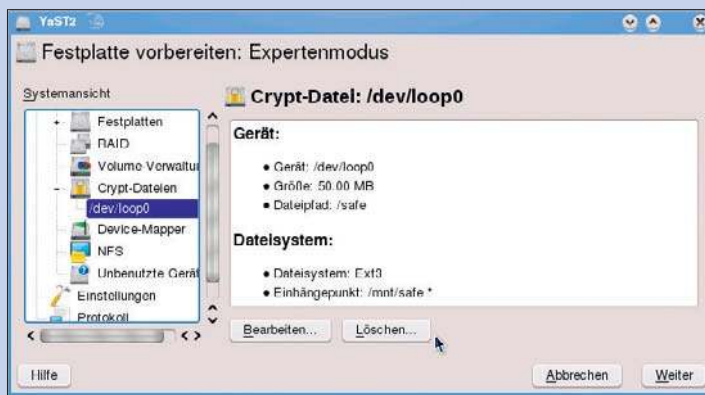 YaST2
Festplatte vorbereiten: Expertenmodus
Systemansicht
Festplatten
RAID
Volume-Verwaltu
Crypt-Dateien
/dev/loop0
Device-Mapper
NFS
Unbenutzte Gerät
Einstellungen
Protokoll
Crypt-Datei: /dev/loop0
Gerät:
• Gerät: /dev/loop0
• Größe: 50.00 MB
• Dateipfad: /safe
Dateisystem:
• Dateisystem: Ext3
• Einhängepunkt: /mnt/safe *
Bearbeiten...
Löschen...
Hilfe
Abbrechen
Weiter